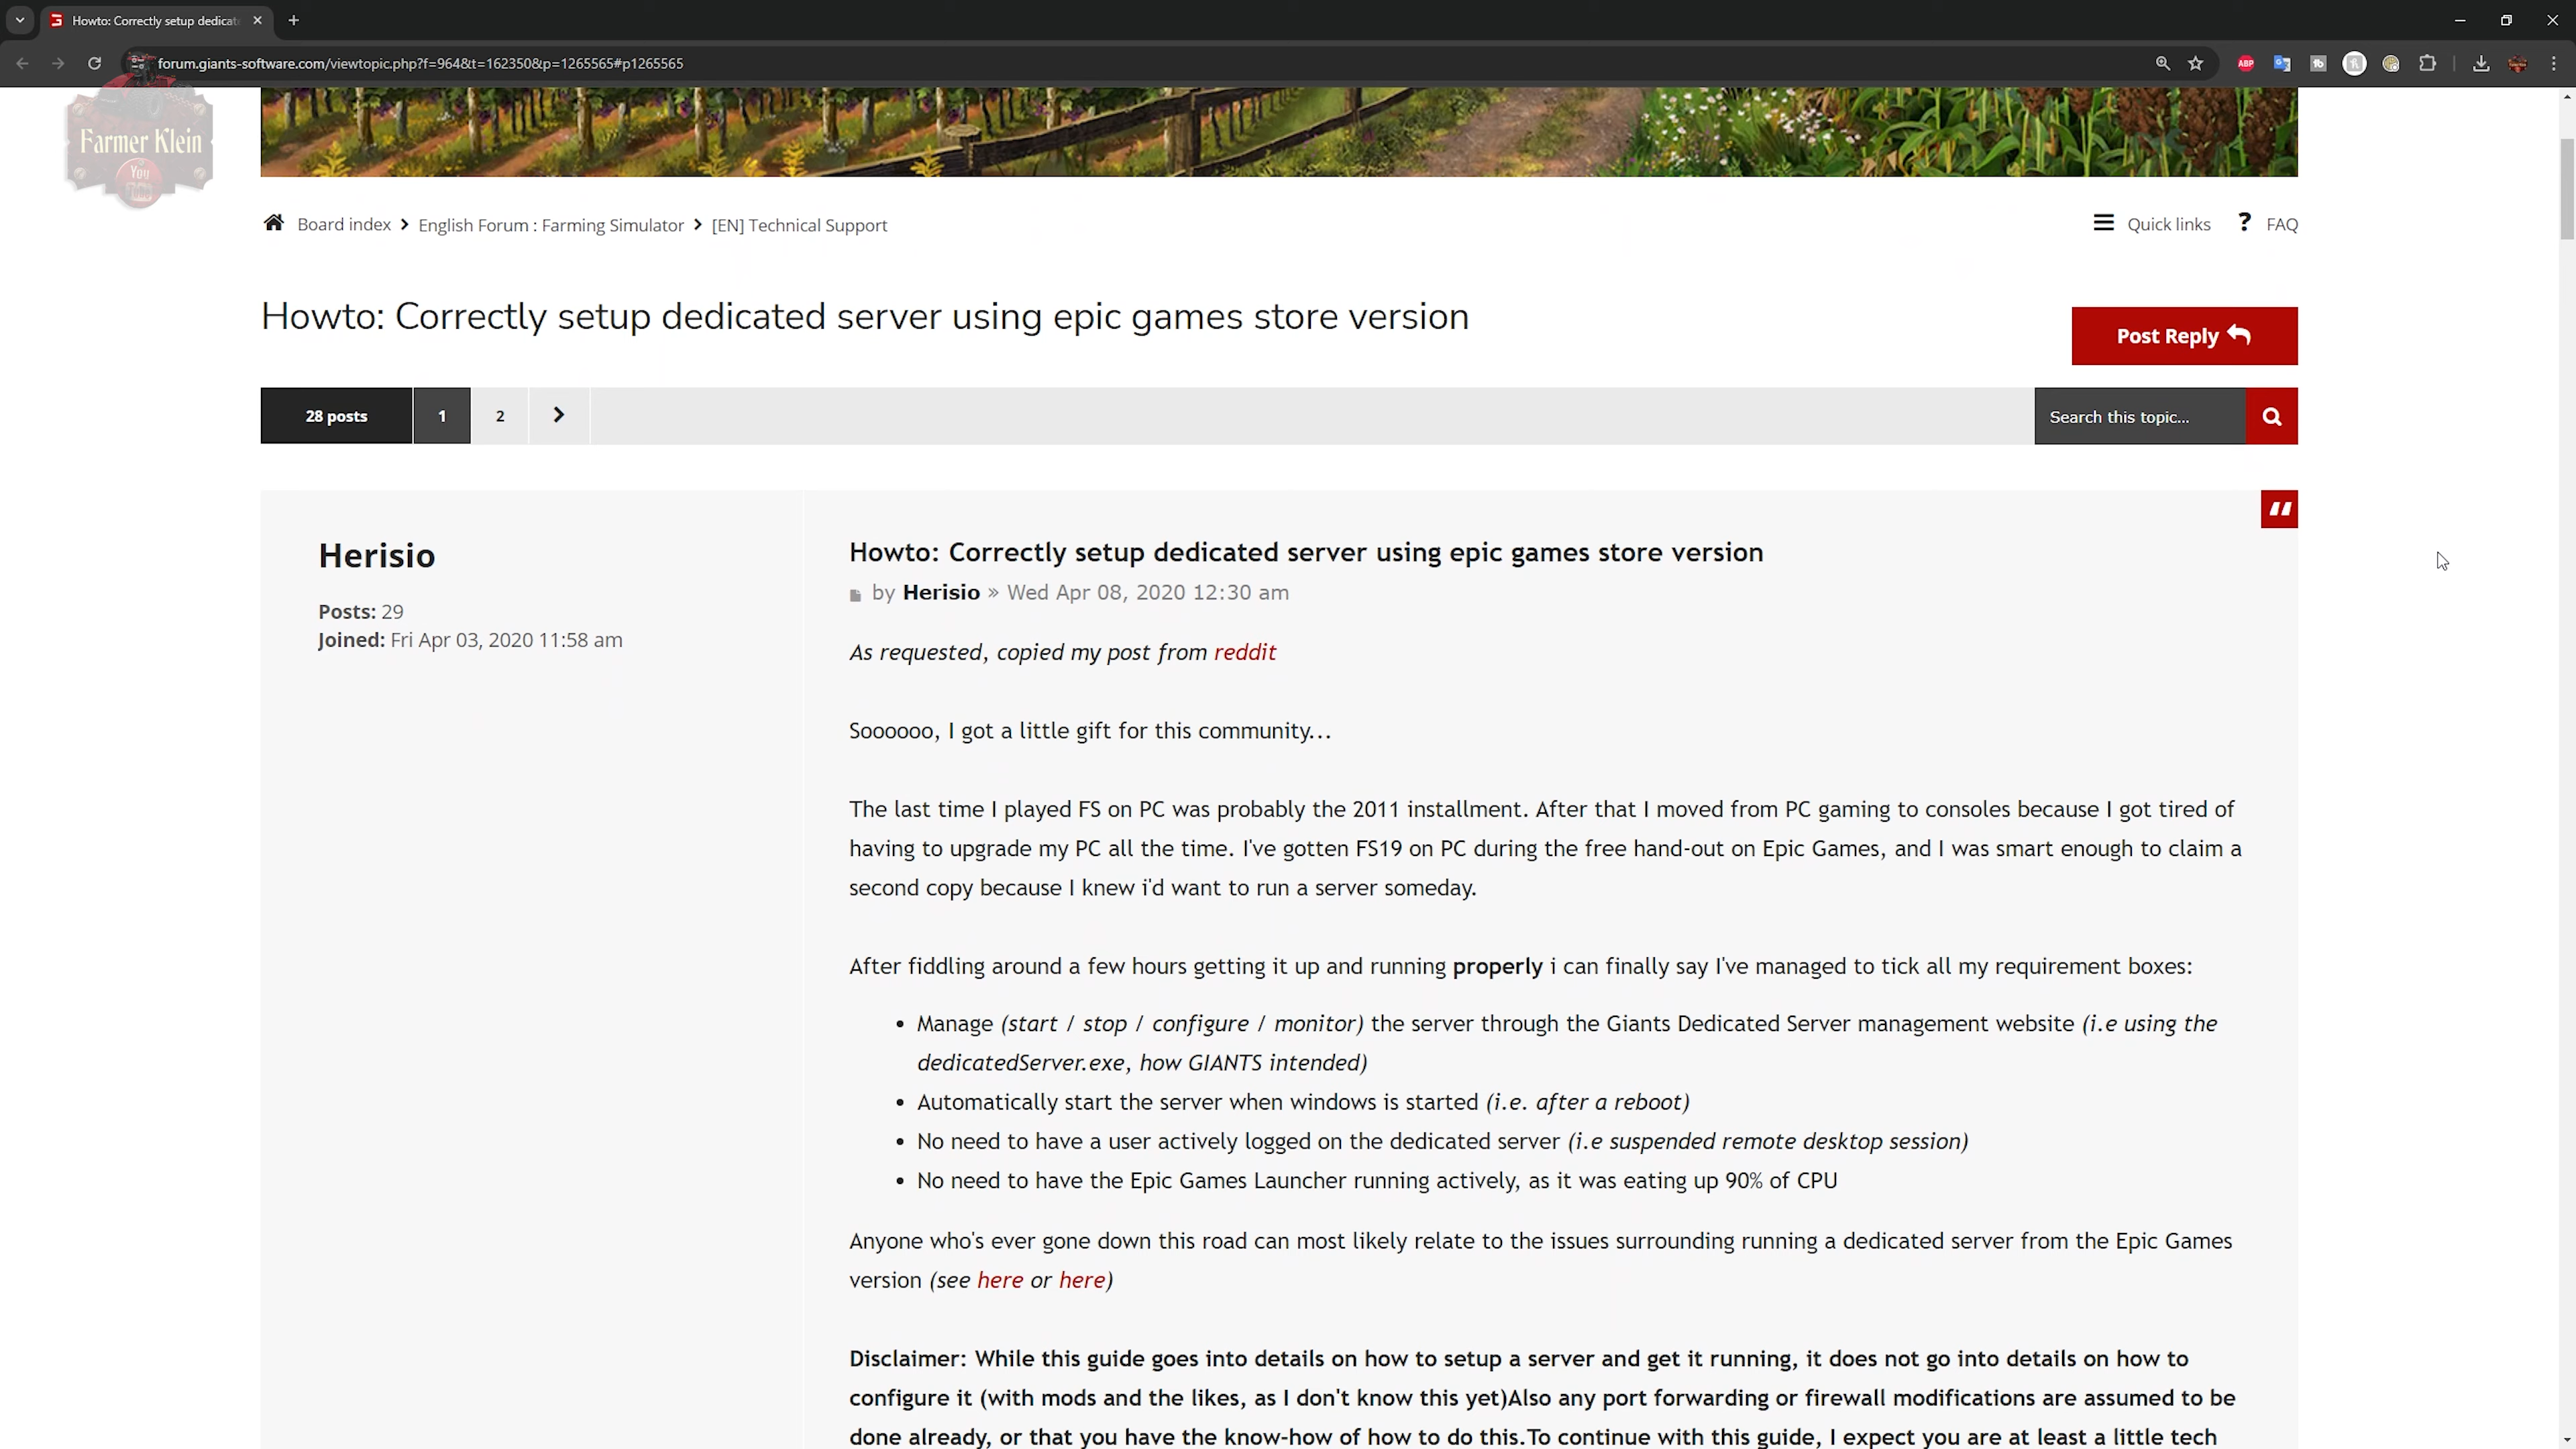 Howto: Correctly setup dedicat
forum.giants-software.com/viewtopic.php?f=964&t=162350&p=1265565#p1265565
ABP
Farmer Klein
You
Board index
English Forum : Farming Simulator
[EN] Technical Support
Quick links
? FAQ
Howto: Correctly setup dedicated server using epic games store version
Post Reply
28 posts
1
2
Search this topic...
Herisio
Posts: 29
Joined: Fri Apr 03, 2020 11:58 am
Howto: Correctly setup dedicated server using epic games store version
by Herisio » Wed Apr 08, 2020 12:30 am
As requested, copied my post from reddit
Soooooo, I got a little gift for this community...
The last time I played FS on PC was probably the 2011 installment. After that I moved from PC gaming to consoles because I got tired of
having to upgrade my PC all the time. I've gotten FS19 on PC during the free hand-out on Epic Games, and I was smart enough to claim a
second copy because I knew i'd want to run a server someday.
After fiddling around a few hours getting it up and running properly i can finally say I've managed to tick all my requirement boxes:
• Manage (start / stop / configure / monitor) the server through the Giants Dedicated Server management website (i.e using the
dedicatedServer.exe, how GIANTS intended)
• Automatically start the server when windows is started (i.e. after a reboot)
• No need to have a user actively logged on the dedicated server (i.e suspended remote desktop session)
• No need to have the Epic Games Launcher running actively, as it was eating up 90% of CPU
Anyone who's ever gone down this road can most likely relate to the issues surrounding running a dedicated server from the Epic Games
version (see here or here)
Disclaimer: While this guide goes into details on how to setup a server and get it running, it does not go into details on how to
configure it (with mods and the likes, as I don't know this yet)Also any port forwarding or firewall modifications are assumed to be
done already, or that you have the know-how of how to do this.To continue with this guide, I expect you are at least a little tech